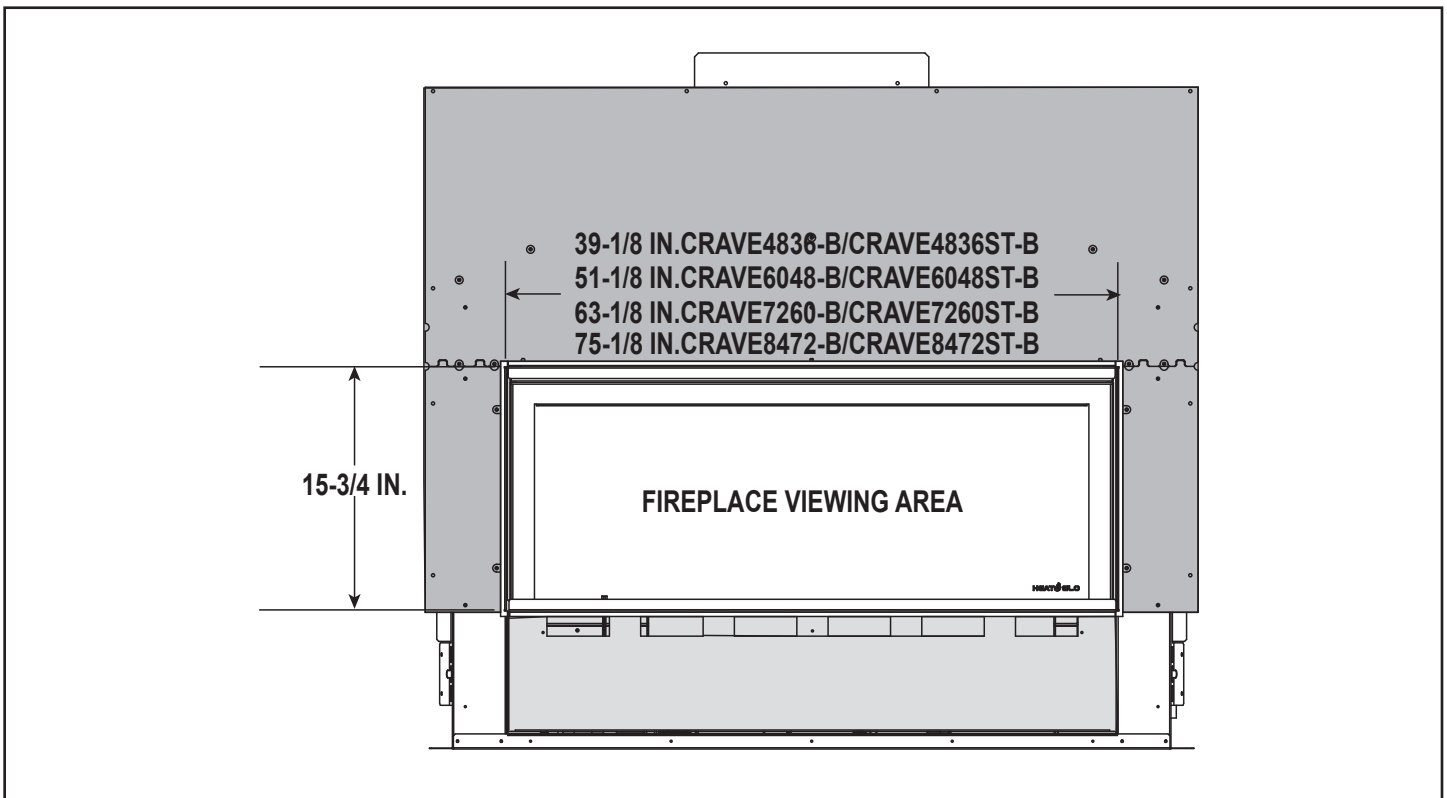 39-1/8 IN.CRAVE4836-B/CRAVE4836ST-B
51-1/8 IN.CRAVE6048-B/CRAVE6048ST-B
63-1/8 IN.CRAVE7260-B/CRAVE7260ST-B
75-1/8 IN.CRAVE8472-B/CRAVE8472ST-B
15-3/4 IN.
FIREPLACE VIEWING AREA
HEAT & GLO